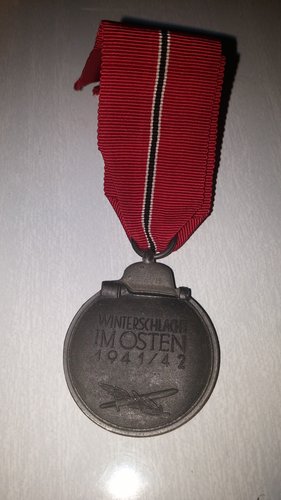 WINTERSCHLACHT
IM OSTEN
1941/42